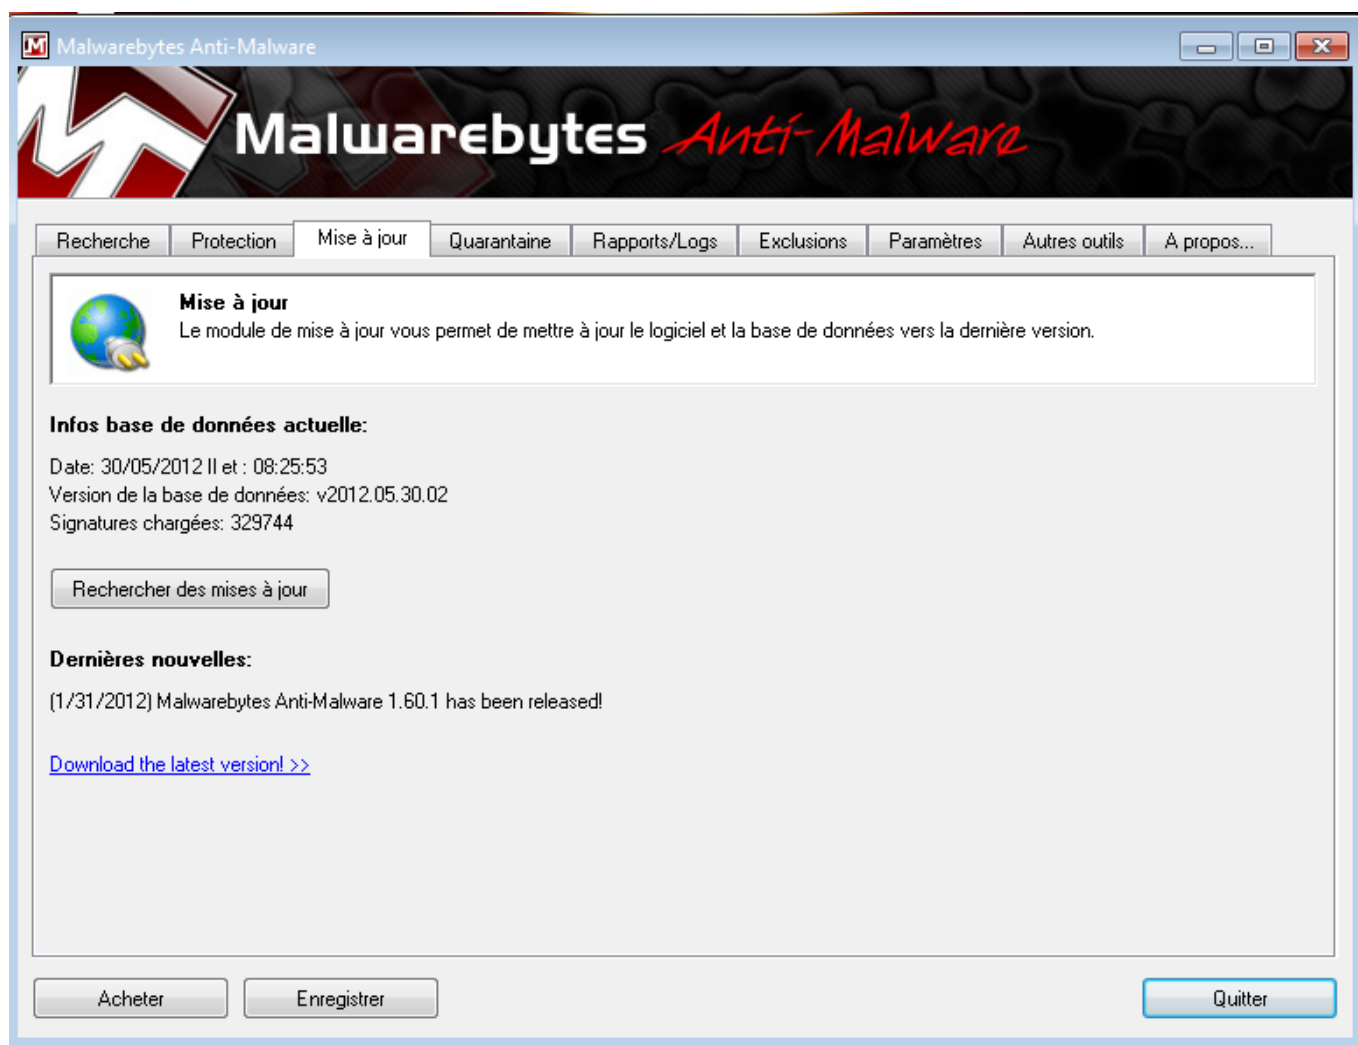 Malwarebytes Anti-Malware
Malwarebytes Anti-Malware
Recherche Protection Mise à jour Quarantaine Rapports/Logs Exclusions Paramètres Autres outils A propos...
Mise à jour
Le module de mise à jour vous permet de mettre à jour le logiciel et la base de données vers la dernière version.
Infos base de données actuelle:
Date: 30/05/2012 II et : 08:25:53
Version de la base de données: v2012.05.30.02
Signatures chargées: 329744
Rechercher des mises à jour
Dernières nouvelles:
(1/31/2012) Malwarebytes Anti-Malware 1.60.1 has been released!
Download the latest version! >>
Acheter Enregistrer Quitter